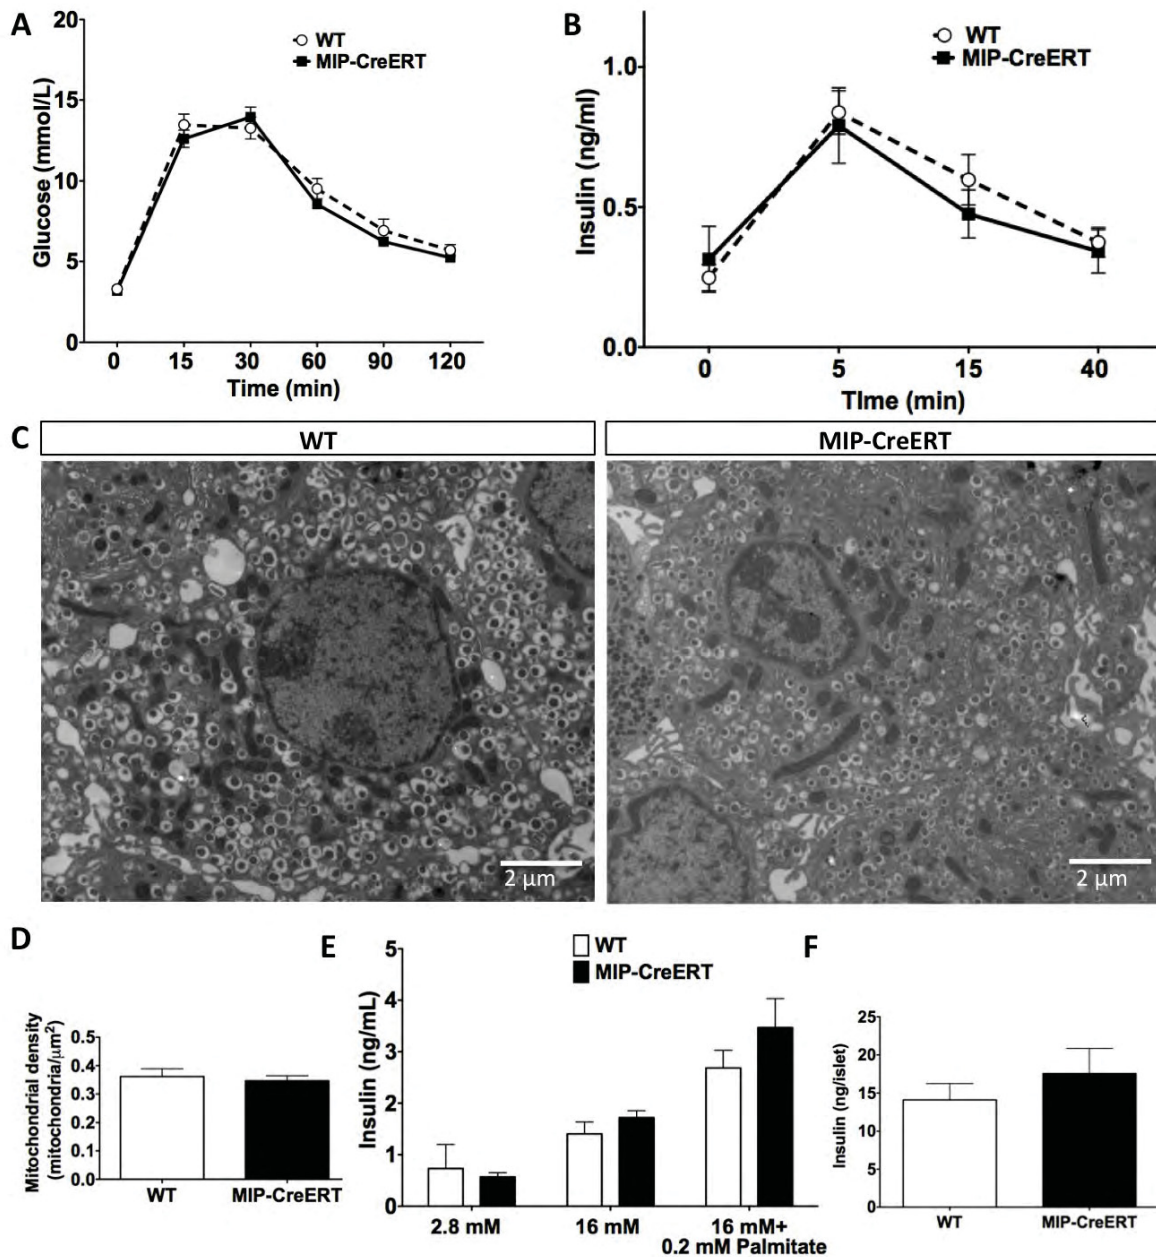 A
20
15
10
5
0
Glucose (mmol/L)
WT
MIP-CreERT
0 15 30 60 90 120
Time (min)
B
1.0
0.5
0.0
Insulin (ng/ml)
WT
MIP-CreERT
0 5 15 40
TIme (min)
C
WT
MIP-CreERT
2 µm
2 µm
D
0.5
0.4
0.3
0.2
0.1
0.0
Mitochondrial density
(mitochondria/µm²)
WT MIP-CreERT
E
5
4
3
2
1
0
Insulin (ng/mL)
WT
MIP-CreERT
2.8 mM 16 mM 16 mM+
0.2 mM Palmitate
F
25
20
15
10
5
0
Insulin (ng/islet)
WT MIP-CreERT